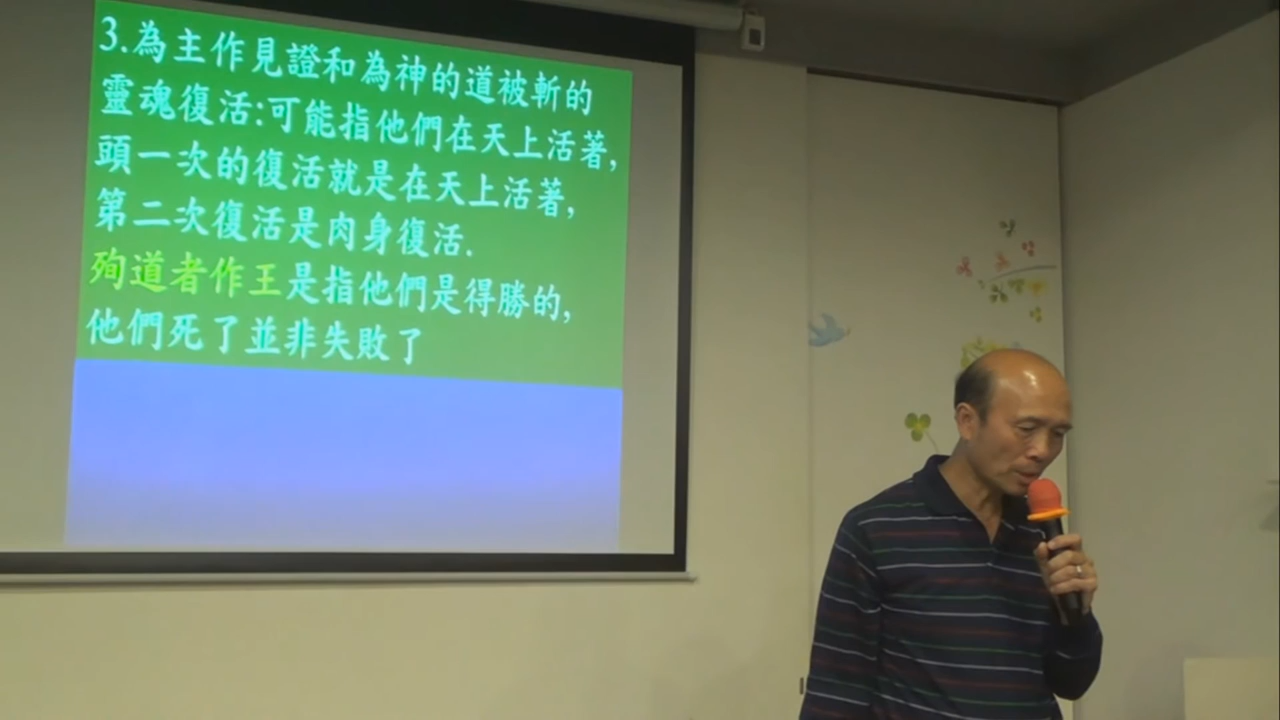 3.為主作見證和為神的道被斬的
靈魂復活:可能指他們在天上活著,
頭一次的復活就是在天上活著,
第二次復活是肉身復活.
殉道者作王是指他們是得勝的,
他們死了並非失敗了